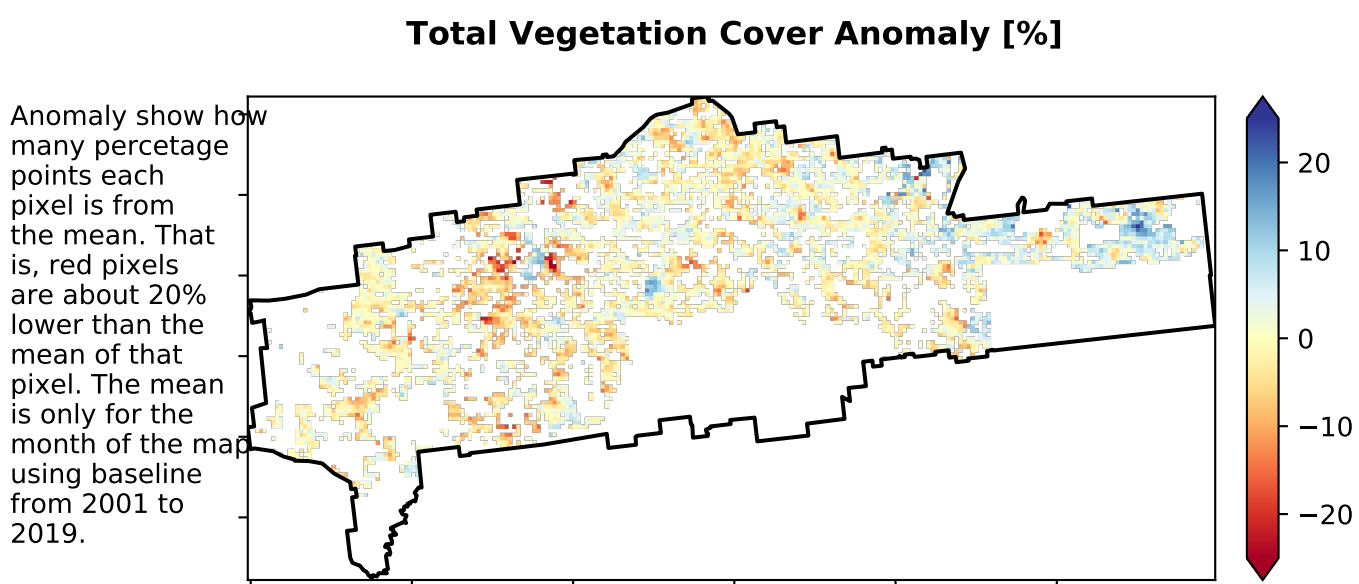 Total Vegetation Cover Anomaly [%]
Anomaly show how
many percetage
points each
pixel is from
the mean. That
is, red pixels
are about 20%
lower than the
mean of that
pixel. The mean
is only for the
month of the map
using baseline
from 2001 to
2019.
20
10
0
−10
−20